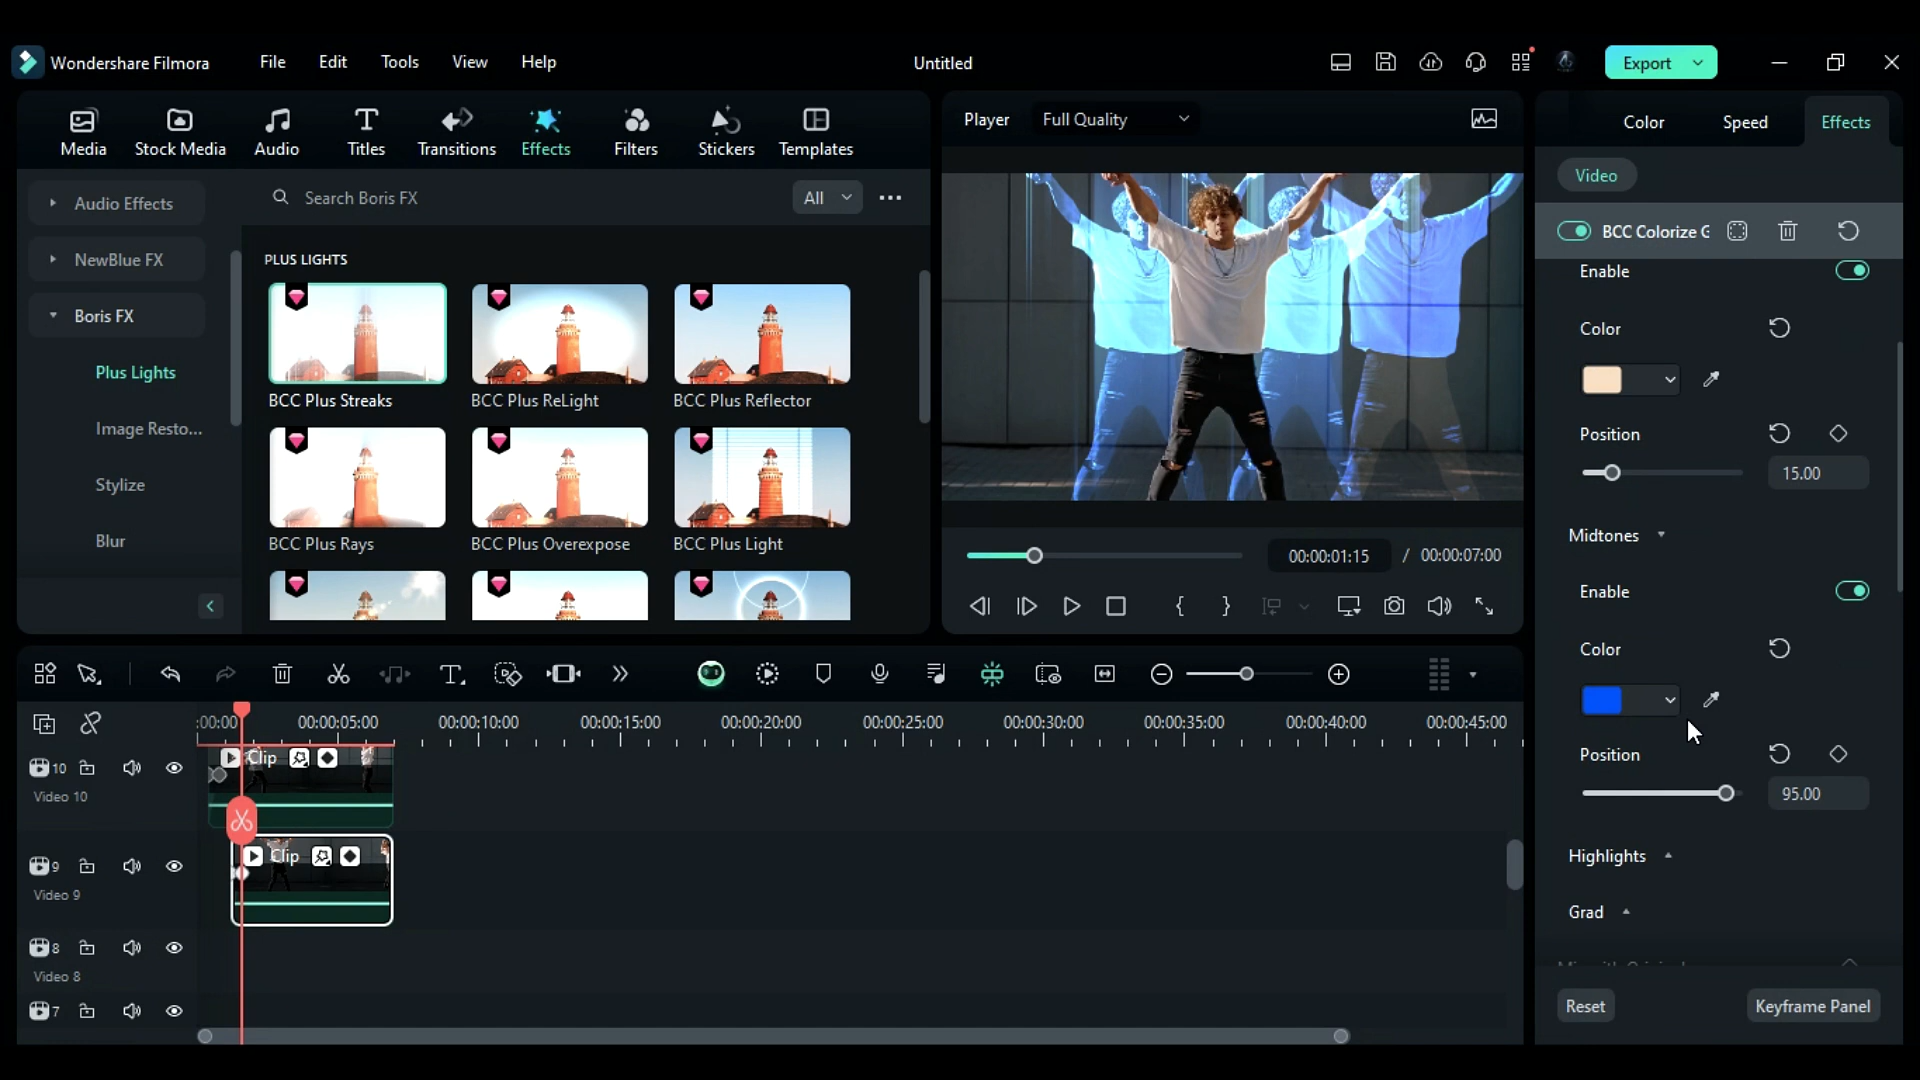 Wondershare Filmora File Edit Tools View Help Untitled Export
Media Stock Media Audio Titles Transitions Effects Filters Stickers Templates
Audio Effects
NewBlue FX
Boris FX
Plus Lights
Image Resto...
Stylize
Blur
Search Boris FX All
PLUS LIGHTS
BCC Plus Streaks BCC Plus ReLight BCC Plus Reflector
BCC Plus Rays BCC Plus Overexpose BCC Plus Light
Player Full Quality
00:00:01:15 / 00:00:07:00
Color Speed Effects
Video
BCC Colorize G
Enable
Color
Position
15.00
Midtones
Enable
Color
Position
95.00
Highlights
Grad
Reset Keyframe Panel
:00:00 00:00:05:00 00:00:10:00 00:00:15:00 00:00:20:00 00:00:25:00 00:00:30:00 00:00:35:00 00:00:40:00 00:00:45:00
10 Clip
Video 10
9 Clip
Video 9
8
Video 8
7